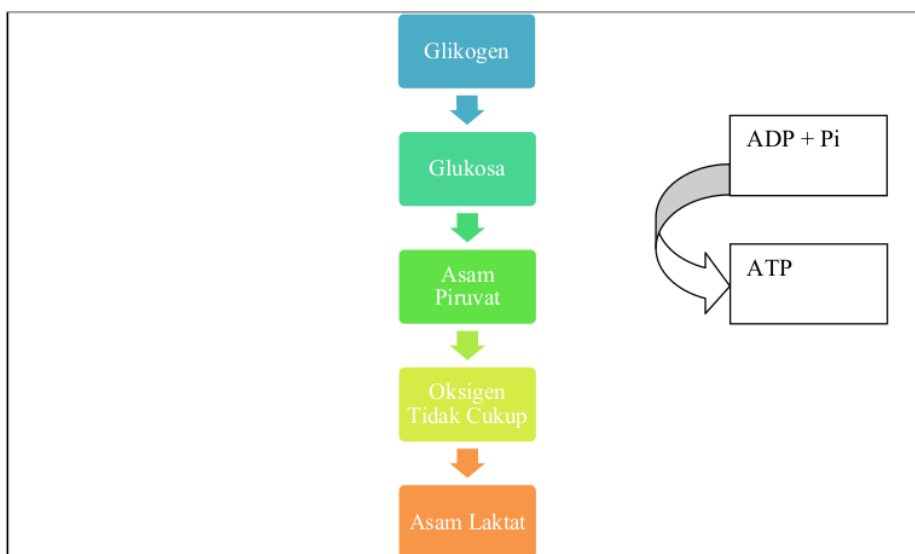 Glikogen
Glukosa
Asam
Piruvat
Oksigen
Tidak Cukup
Asam Laktat
ADP + Pi
ATP